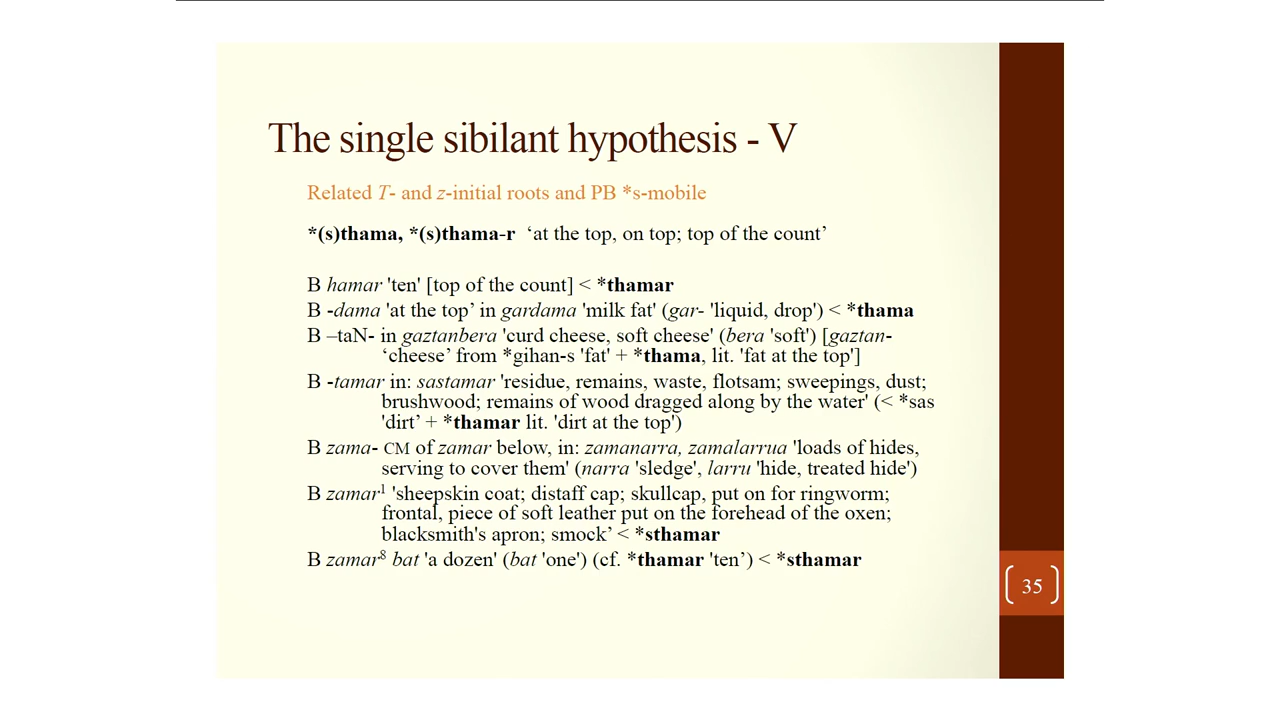 The single sibilant hypothesis - V
Related T- and z-initial roots and PB *s-mobile
*(s)thama, *(s)thama-r ‘at the top, on top; top of the count’
B hamar 'ten' [top of the count] < *thamar
B -dama 'at the top’ in gardama 'milk fat' (gar- 'liquid, drop') < *thama
B –taN- in gaztanbera 'curd cheese, soft cheese' (bera 'soft') [gaztan-
‘cheese’ from *gihan-s 'fat' + *thama, lit. 'fat at the top']
B -tamar in: sastamar 'residue, remains, waste, flotsam; sweepings, dust;
brushwood; remains of wood dragged along by the water' (< *sas
'dirt’ + *thamar lit. 'dirt at the top')
B zama- CM of zamar below, in: zamanarra, zamalarrua 'loads of hides,
serving to cover them' (narra 'sledge', larru 'hide, treated hide')
B zamar¹ 'sheepskin coat; distaff cap; skullcap, put on for ringworm;
frontal, piece of soft leather put on the forehead of the oxen;
blacksmith's apron; smock’ < *sthamar
B zamar⁸ bat 'a dozen' (bat 'one') (cf. *thamar 'ten’) < *sthamar
35